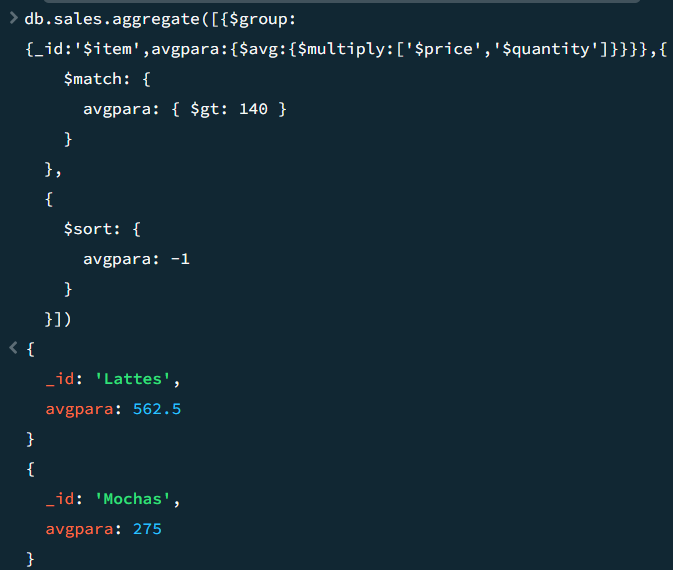 > db.sales.aggregate([{$group:
{_id:'$item',avgpara:{$avg:{$multiply:['$price','$quantity']}}}},{
$match: {
avgpara: { $gt: 140 }
}
},
{
$sort: {
avgpara: -1
}
}])
< {
_id: 'Lattes',
avgpara: 562.5
}
{
_id: 'Mochas',
avgpara: 275
}